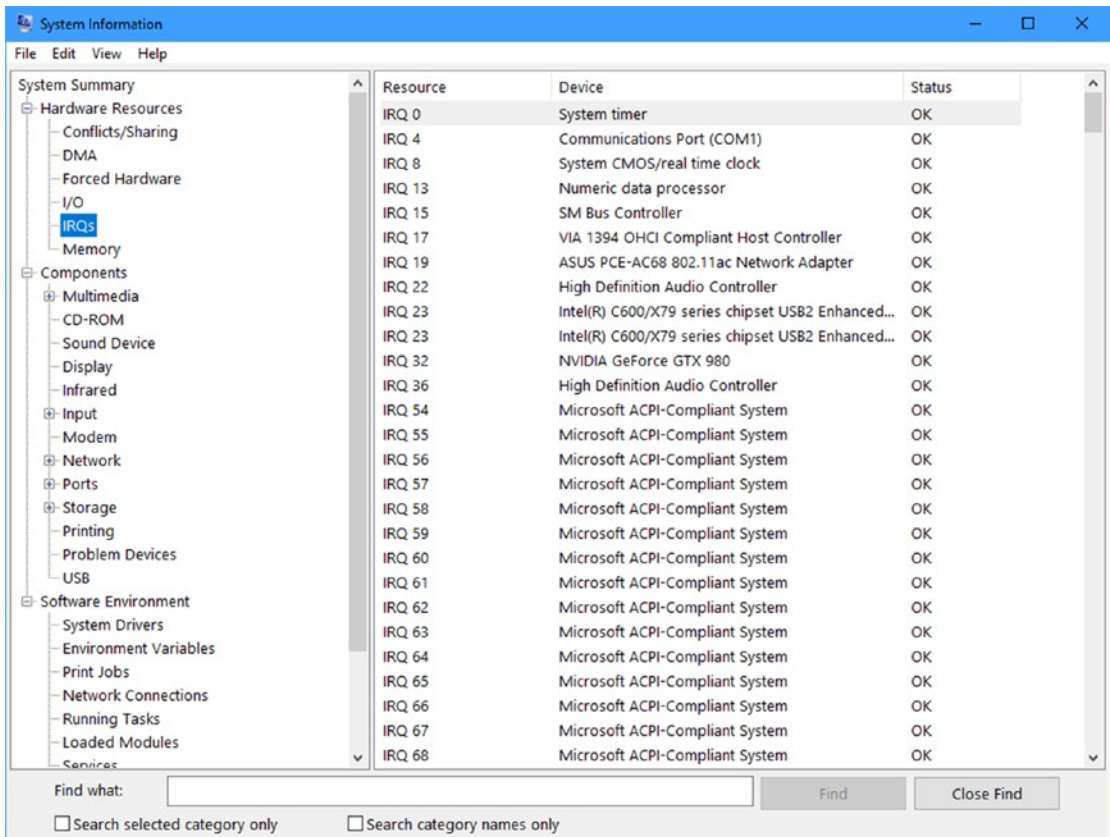 System Information
File Edit View Help
System Summary
Hardware Resources
Conflicts/Sharing
DMA
Forced Hardware
I/O
IRQs
Memory
Components
Multimedia
CD-ROM
Sound Device
Display
Infrared
Input
Modem
Network
Ports
Storage
Printing
Problem Devices
USB
Software Environment
System Drivers
Environment Variables
Print Jobs
Network Connections
Running Tasks
Loaded Modules
Services
Resource Device Status
IRQ 0 System timer OK
IRQ 4 Communications Port (COM1) OK
IRQ 8 System CMOS/real time clock OK
IRQ 13 Numeric data processor OK
IRQ 15 SM Bus Controller OK
IRQ 17 VIA 1394 OHCI Compliant Host Controller OK
IRQ 19 ASUS PCE-AC68 802.11ac Network Adapter OK
IRQ 22 High Definition Audio Controller OK
IRQ 23 Intel(R) C600/X79 series chipset USB2 Enhanced... OK
IRQ 23 Intel(R) C600/X79 series chipset USB2 Enhanced... OK
IRQ 32 NVIDIA GeForce GTX 980 OK
IRQ 36 High Definition Audio Controller OK
IRQ 54 Microsoft ACPI-Compliant System OK
IRQ 55 Microsoft ACPI-Compliant System OK
IRQ 56 Microsoft ACPI-Compliant System OK
IRQ 57 Microsoft ACPI-Compliant System OK
IRQ 58 Microsoft ACPI-Compliant System OK
IRQ 59 Microsoft ACPI-Compliant System OK
IRQ 60 Microsoft ACPI-Compliant System OK
IRQ 61 Microsoft ACPI-Compliant System OK
IRQ 62 Microsoft ACPI-Compliant System OK
IRQ 63 Microsoft ACPI-Compliant System OK
IRQ 64 Microsoft ACPI-Compliant System OK
IRQ 65 Microsoft ACPI-Compliant System OK
IRQ 66 Microsoft ACPI-Compliant System OK
IRQ 67 Microsoft ACPI-Compliant System OK
IRQ 68 Microsoft ACPI-Compliant System OK
Find what: Find Close Find
Search selected category only Search category names only